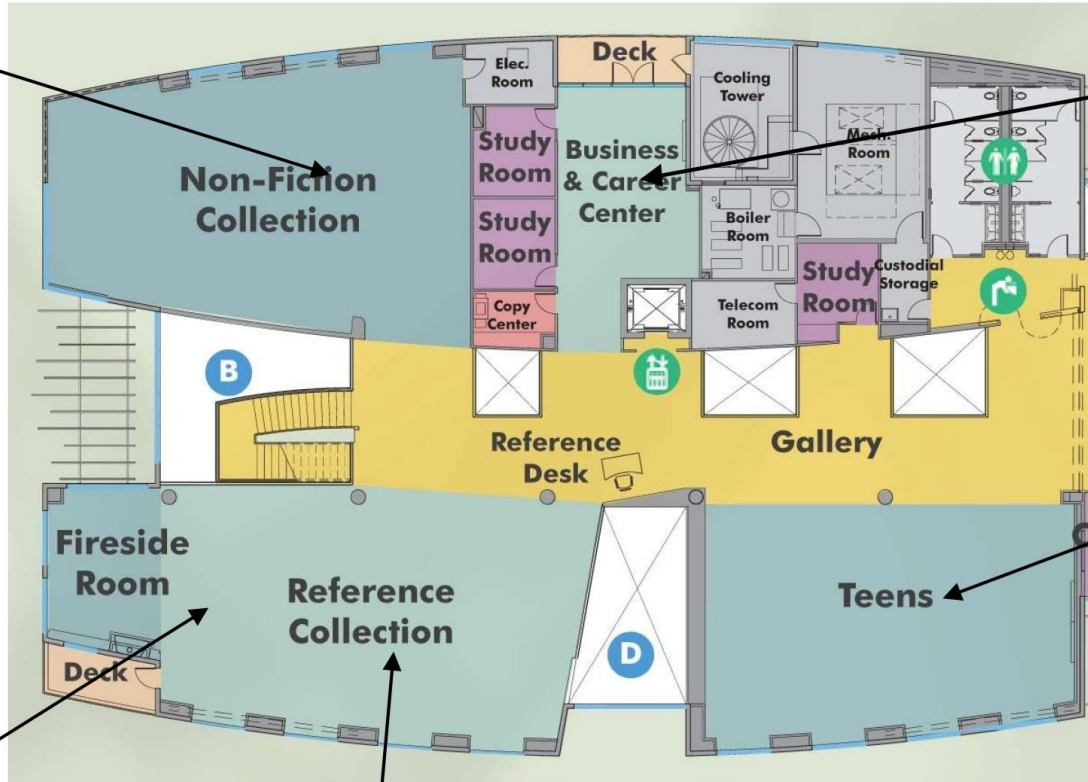 Elec.
Room
Deck
Cooling
Tower
Mech.
Room
Study
Room
Business
& Career
Center
Non-Fiction
Collection
Study
Room
Boiler
Room
Study
Room
Custodial
Storage
Copy
Center
Telecom
Room
B
Reference
Desk
Gallery
Fireside
Room
Reference
Collection
Teens
D
Deck